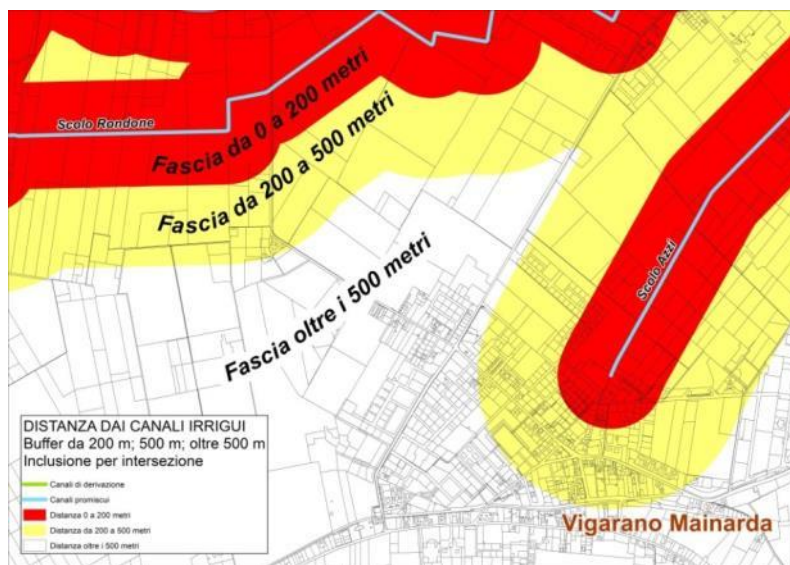 Scolo Rondone
Fascia da 0 a 200 metri
Fascia da 200 a 500 metri
Fascia oltre i 500 metri
Scolo Azzi
DISTANZA DAI CANALI IRRIGUI
Buffer da 200 m; 500 m; oltre 500 m
Inclusione per intersezione
Canali di derivazione
Canali promiscui
Distanza 0 a 200 metri
Distanza da 200 a 500 metri
Distanza oltre i 500 metri
Vigarano Mainarda